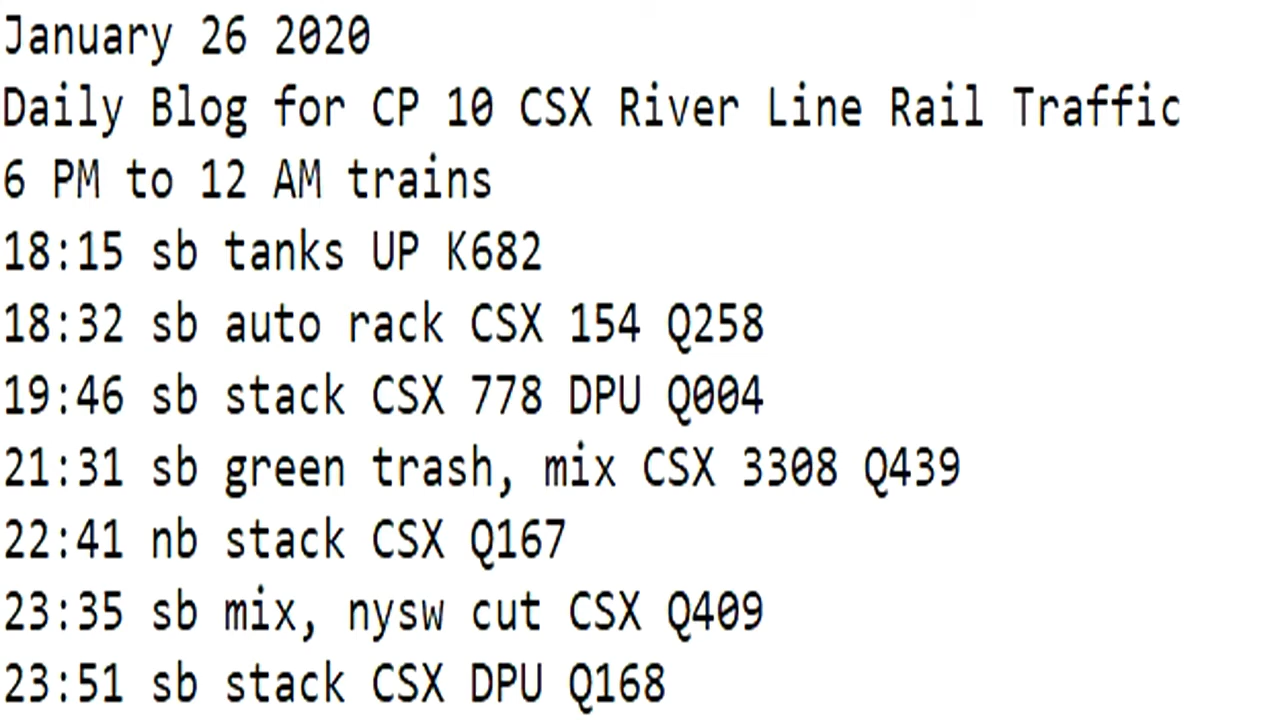 January 26 2020
Daily Blog for CP 10 CSX River Line Rail Traffic
6 PM to 12 AM trains
18:15 sb tanks UP K682
18:32 sb auto rack CSX 154 Q258
19:46 sb stack CSX 778 DPU Q004
21:31 sb green trash, mix CSX 3308 Q439
22:41 nb stack CSX Q167
23:35 sb mix, nysw cut CSX Q409
23:51 sb stack CSX DPU Q168